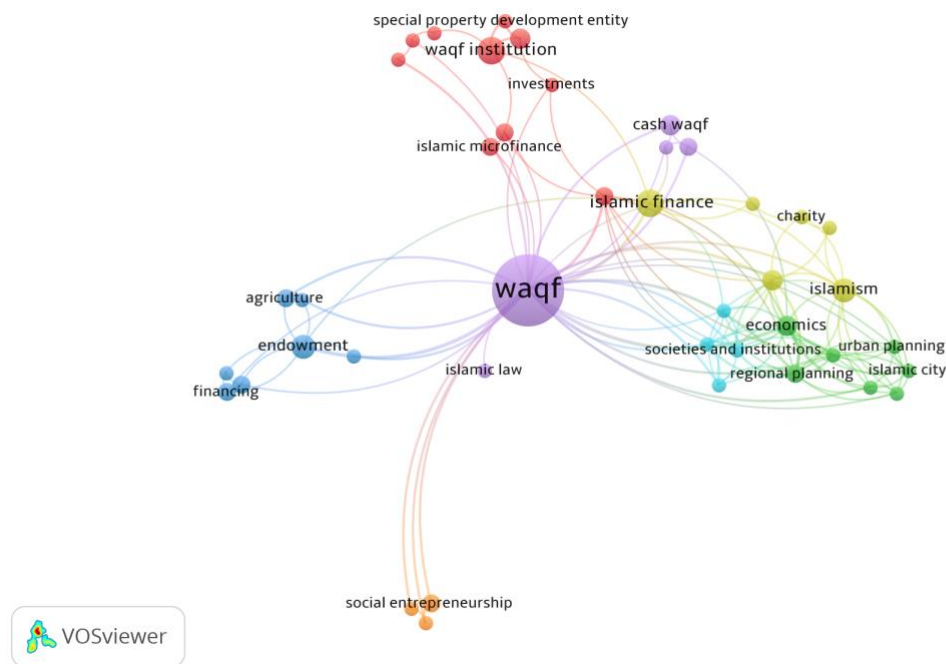 special property development entity
waqf institution
investments
cash waqf
islamic microfinance
islamic finance
charity
waqf
islamism
agriculture
economics
endowment
societies and institutions
urban planning
islamic law
regional planning
islamic city
financing
social entrepreneurship
VOSviewer